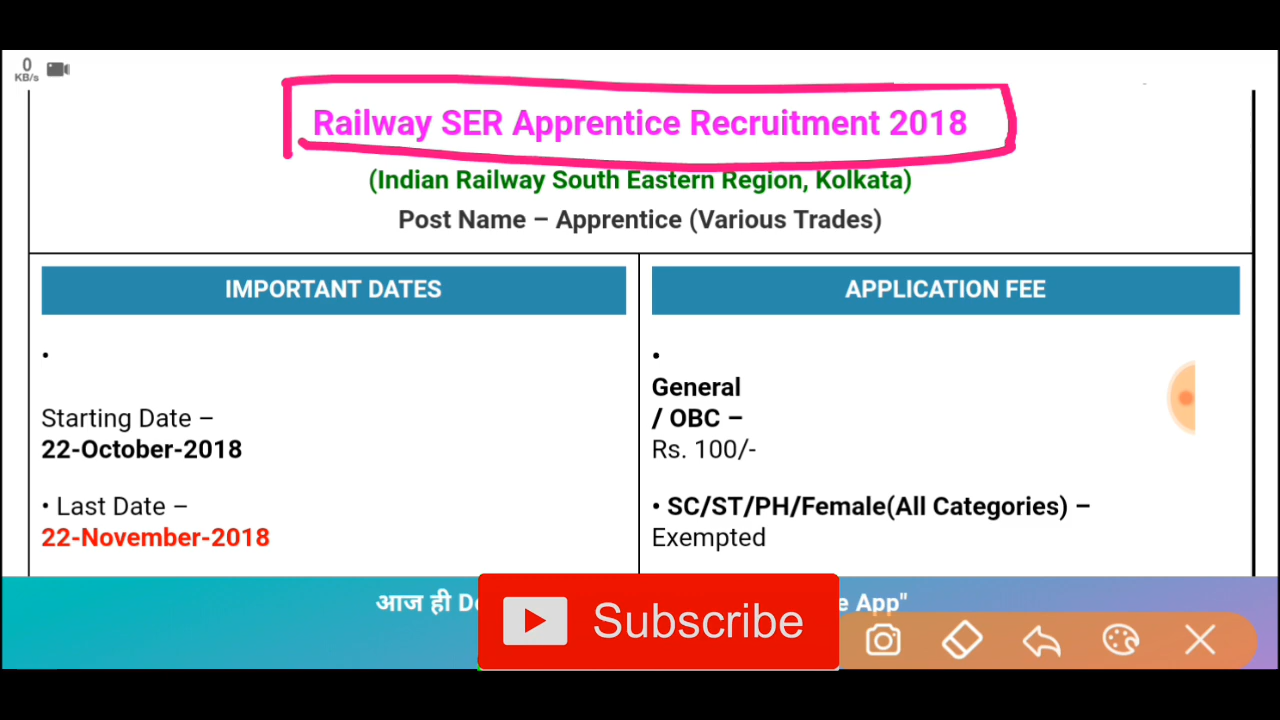 0
KB/s
Railway SER Apprentice Recruitment 2018
(Indian Railway South Eastern Region, Kolkata)
Post Name – Apprentice (Various Trades)
IMPORTANT DATES
APPLICATION FEE
•
Starting Date –
22-October-2018
• Last Date –
22-November-2018
•
General
/ OBC –
Rs. 100/-
• SC/ST/PH/Female(All Categories) –
Exempted
आज ही
App"
Subscribe